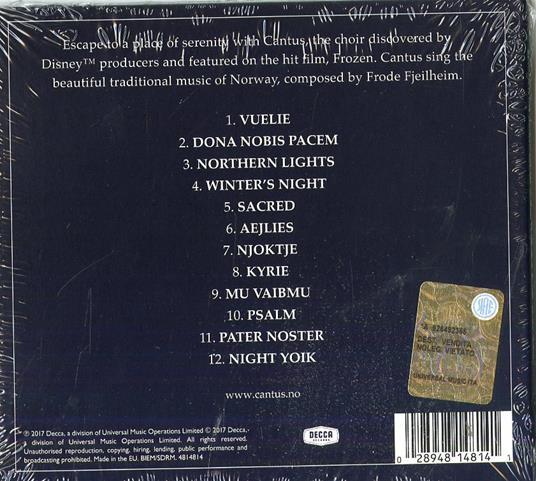 Escape to a place of serenity with Cantus, the choir discovered by
Disney™ producers and featured on the hit film, Frozen. Cantus sing the
beautiful traditional music of Norway, composed by Frode Fjeilheim.
1. VUELIE
2. DONA NOBIS PACEM
3. NORTHERN LIGHTS
4. WINTER'S NIGHT
5. SACRED
6. AEJLIES
7. NJOKTJE
8. KYRIE
9. MU VAIBMU
10. PSALM
11. PATER NOSTER
12. NIGHT YOIK
www.cantus.no
SIAE
*A 826492366
DEST. VENDITA
NOLEG. VIETATO
UNIVERSAL MUSIC ITA
℗ 2017 Decca, a division of Universal Music Operations Limited © 2017 Decca,
a division of Universal Music Operations Limited. All rights reserved.
Unauthorised reproduction, copying, hiring, lending, public performance and
broadcasting prohibited. Made in the EU. BIEM/SDRM. 4814814
DECCA
0 28948 14814 1